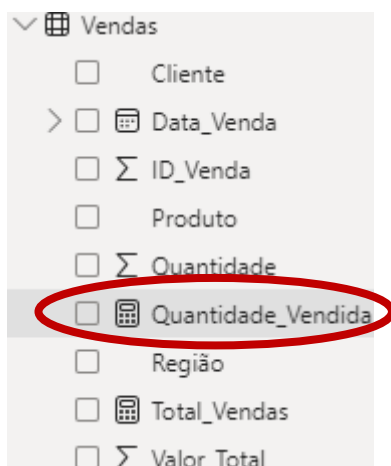 Vendas
Cliente
Data_Venda
ID_Venda
Produto
Quantidade
Quantidade_Vendida
Região
Total_Vendas
Valor_Total